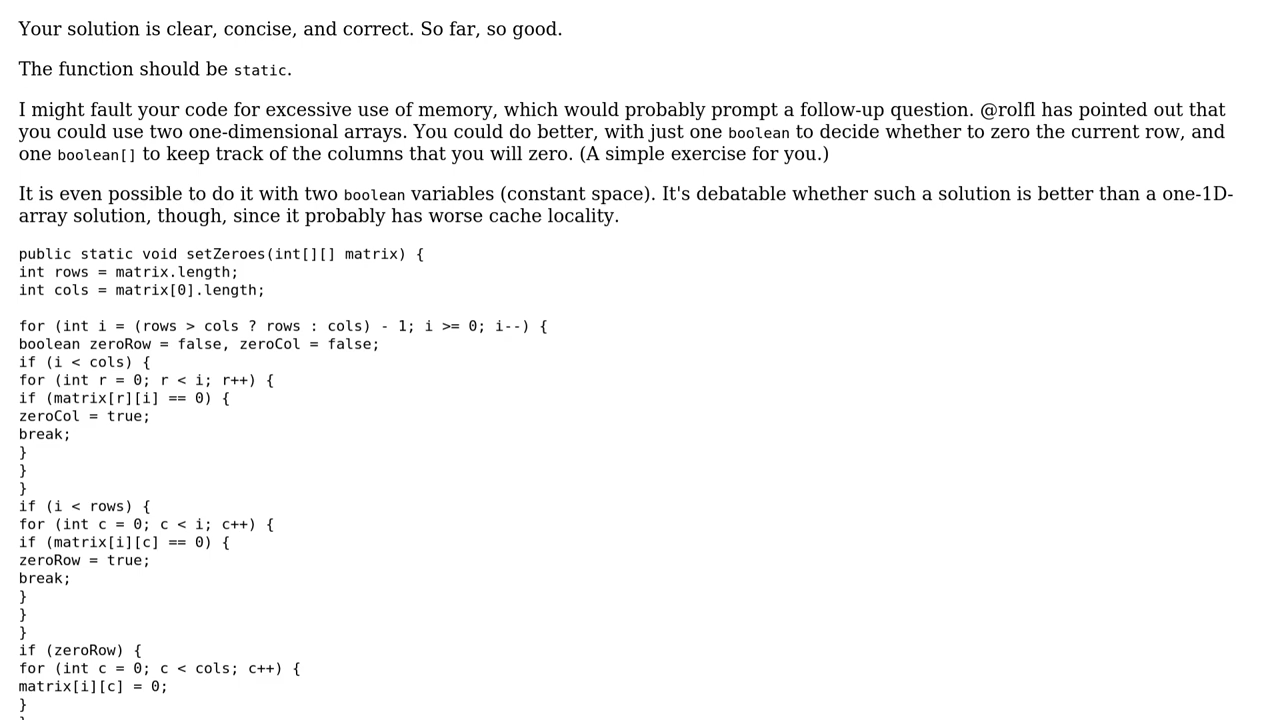 Your solution is clear, concise, and correct. So far, so good.
The function should be static.
I might fault your code for excessive use of memory, which would probably prompt a follow-up question. @rolfl has pointed out that
you could use two one-dimensional arrays. You could do better, with just one boolean to decide whether to zero the current row, and
one boolean[] to keep track of the columns that you will zero. (A simple exercise for you.)
It is even possible to do it with two boolean variables (constant space). It's debatable whether such a solution is better than a one-1D-
array solution, though, since it probably has worse cache locality.
public static void setZeroes(int[][] matrix) {
int rows = matrix.length;
int cols = matrix[0].length;
for (int i = (rows > cols ? rows : cols) - 1; i >= 0; i--) {
boolean zeroRow = false, zeroCol = false;
if (i < cols) {
for (int r = 0; r < i; r++) {
if (matrix[r][i] == 0) {
zeroCol = true;
break;
}
}
}
if (i < rows) {
for (int c = 0; c < i; c++) {
if (matrix[i][c] == 0) {
zeroRow = true;
break;
}
}
}
if (zeroRow) {
for (int c = 0; c < cols; c++) {
matrix[i][c] = 0;
}